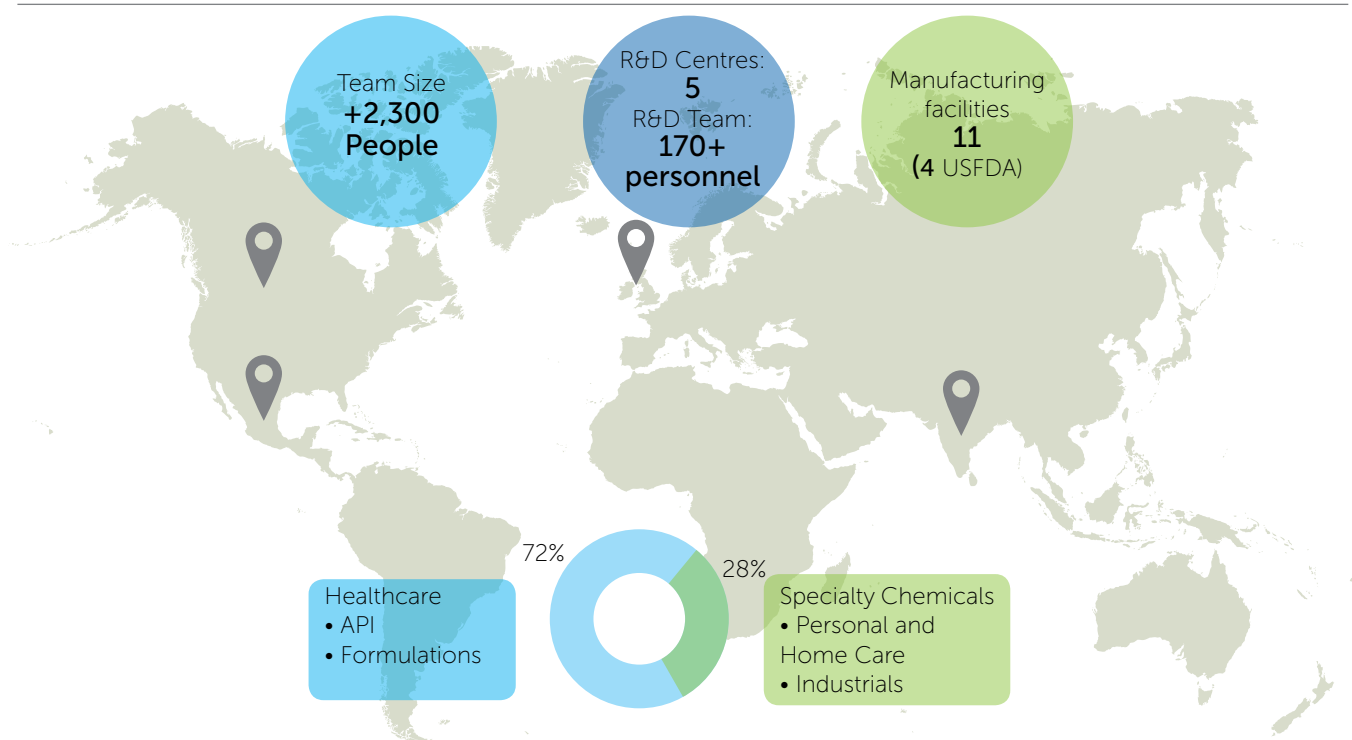 Team Size
+2,300
People
R&D Centres:
5
R&D Team:
170+
personnel
Manufacturing
facilities
11
(4 USFDA)
72%
28%
Healthcare
• API
• Formulations
Specialty Chemicals
• Personal and
Home Care
• Industrials